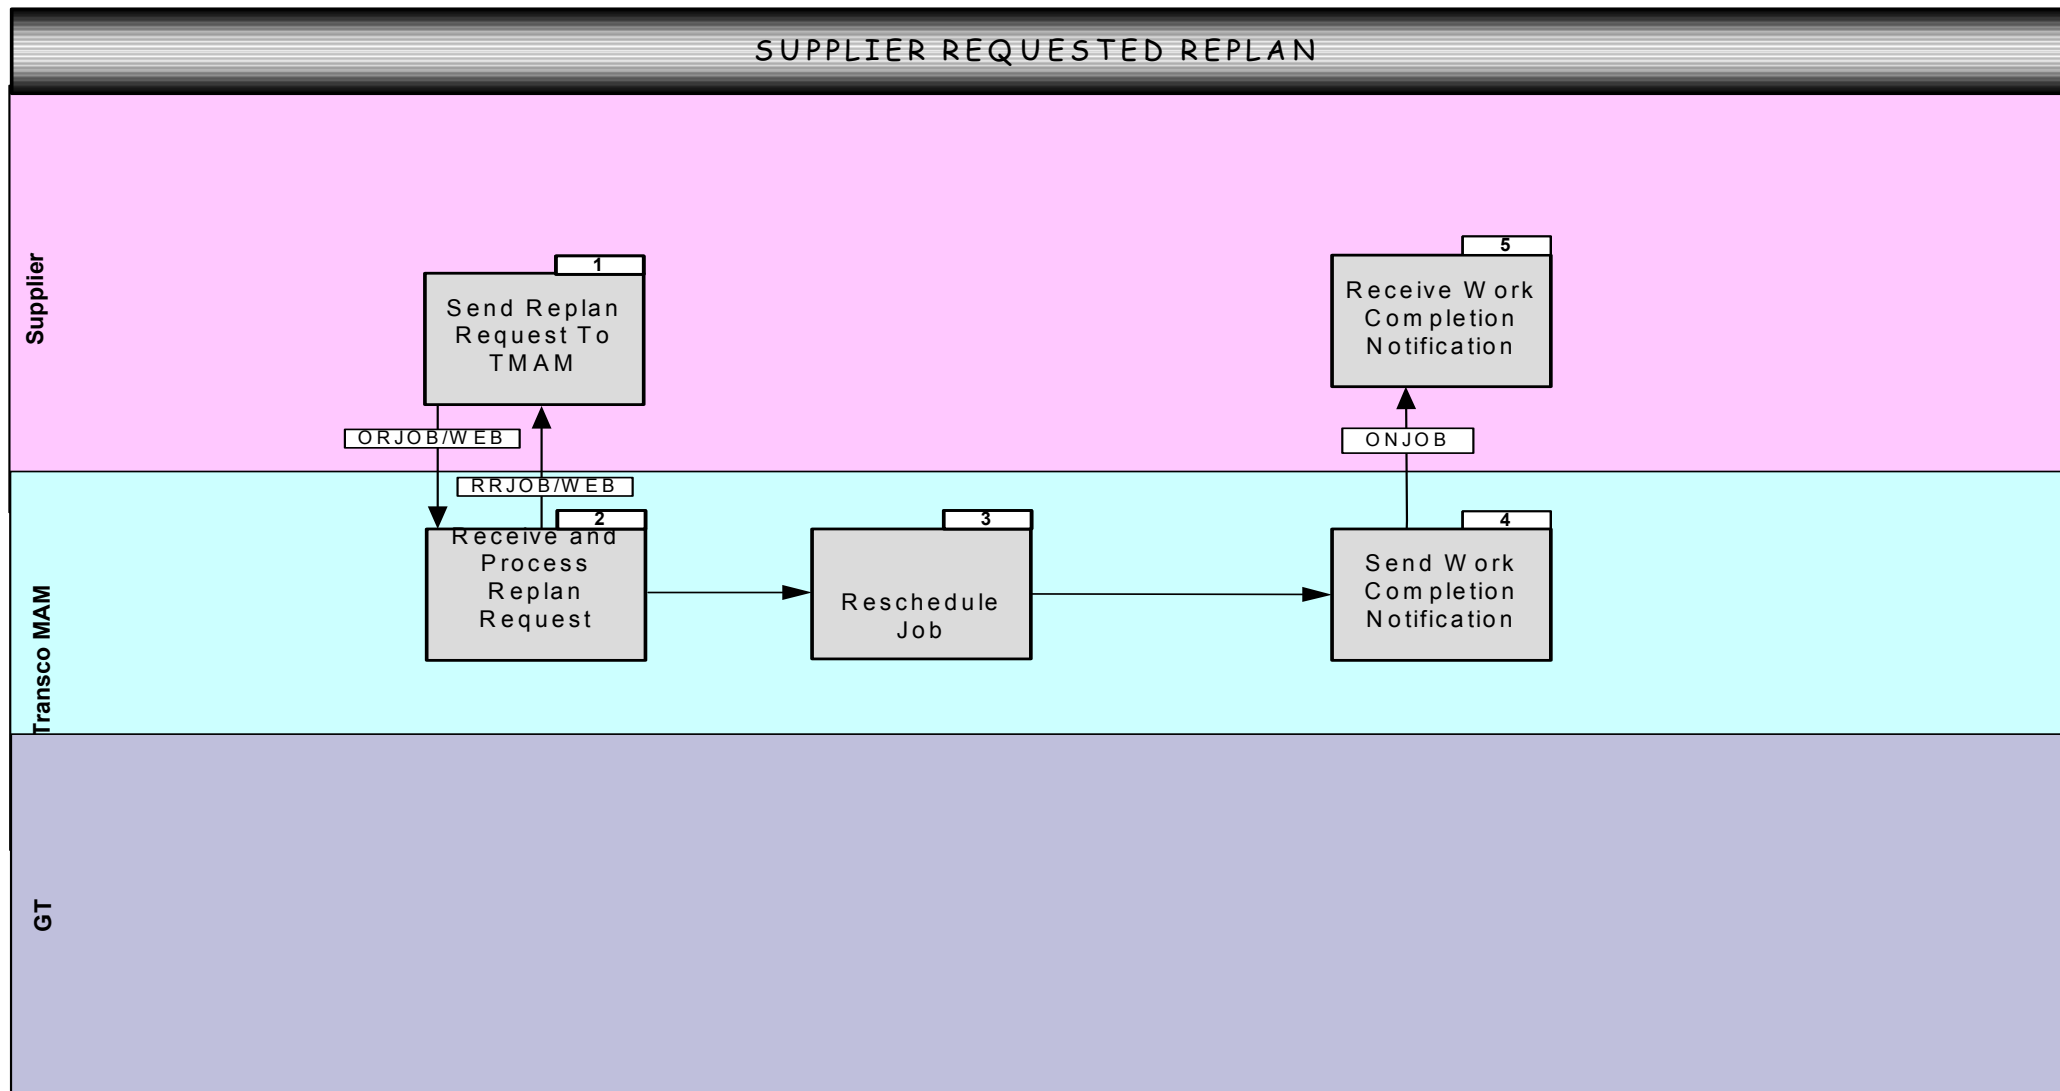 SUPPLIER REQUESTED REPLAN
Supplier
1
Send Replan
Request To
TMAM
5
Receive Work
Completion
Notification
ORJOB/WEB
ONJOB
RRJOB/WEB
Transco MAM
2
Receive and
Process
Replan
Request
3
Reschedule
Job
4
Send Work
Completion
Notification
GT